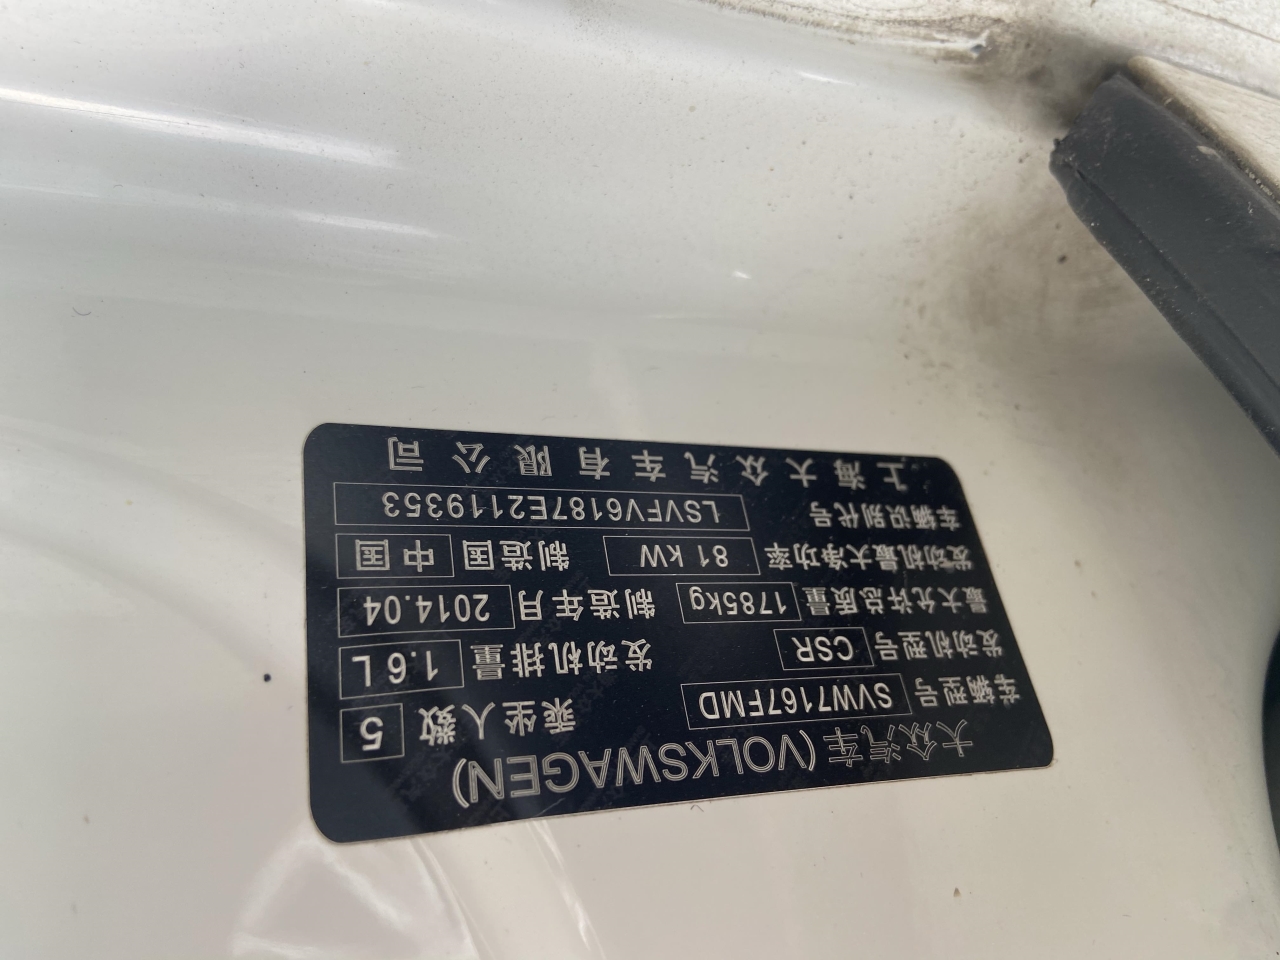 大众汽车(VOLKSWAGEN)
车辆型号 SVW7167FMD 乘坐人数 5
发动机型号 CSR 发动机排量 1.6 L
最大允许总质量 1785kg 制造年月 2014.04
发动机最大净功率 81 kW 制造国 中国
车辆识别代号 LSVFV6187E2119353
上海大众汽车有限公司